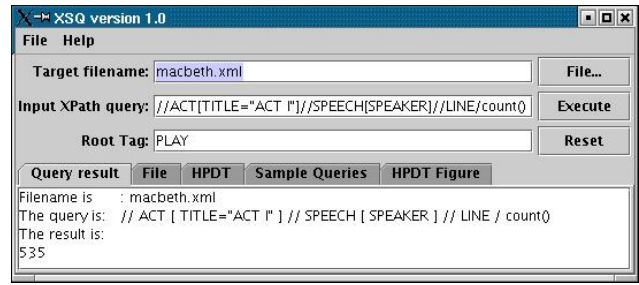 XSQ version 1.0
File Help
Target filename: macbeth.xml File...
Input XPath query: //ACT[TITLE="ACT I"]//SPEECH[SPEAKER]//LINE/count() Execute
Root Tag: PLAY Reset
Query result File HPDT Sample Queries HPDT Figure
Filename is : macbeth.xml
The query is: // ACT [ TITLE="ACT I" ] // SPEECH [ SPEAKER ] // LINE / count()
The result is:
535